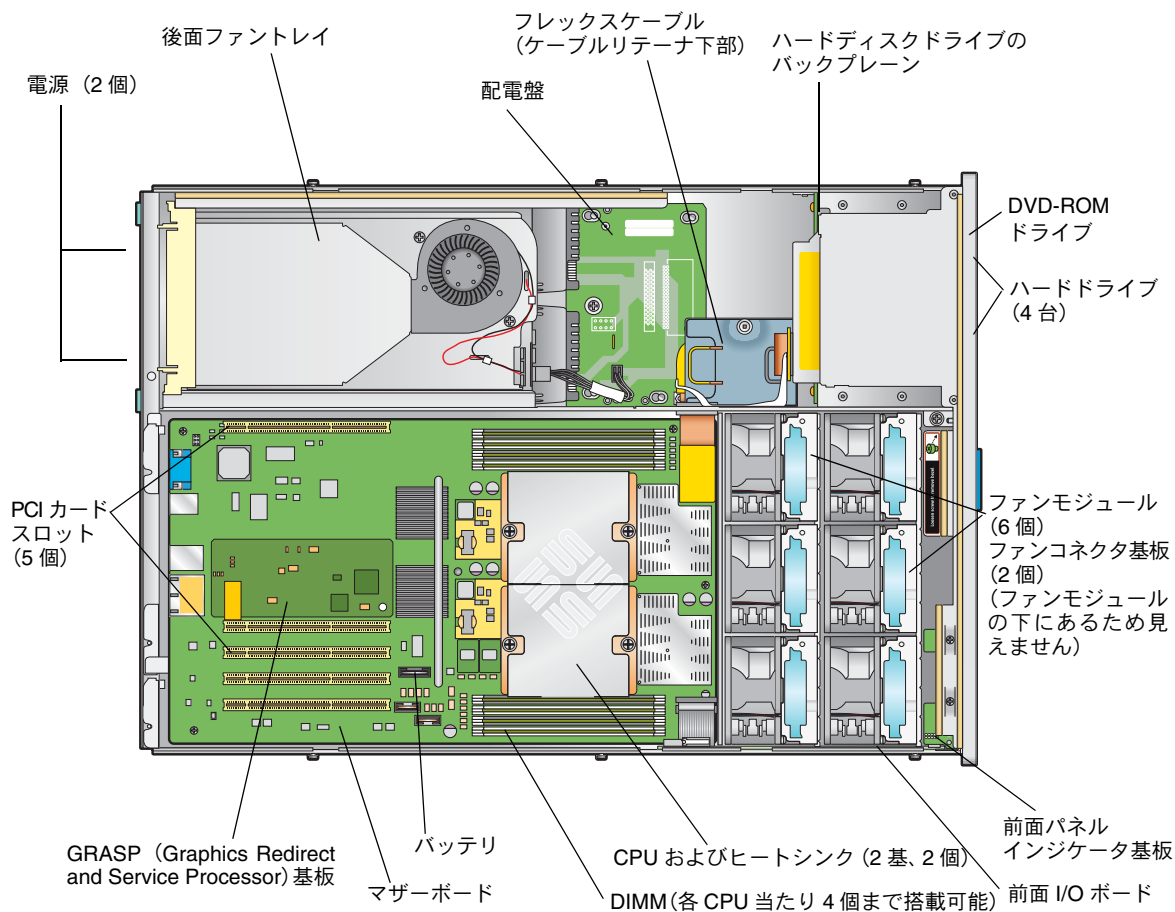 後面ファントレイ
フレックスケーブル
（ケーブルリテーナ下部）
ハードディスクドライブの
バックプレーン
電源（2 個）
配電盤
DVD-ROM
ドライブ
ハードドライブ
（4 台）
PCI カード
スロット
（5 個）
ファンモジュール
（6 個）
ファンコネクタ基板
（2 個）
（ファンモジュール
の下にあるため見
えません）
GRASP（Graphics Redirect
and Service Processor）基板
バッテリ
マザーボード
CPU およびヒートシンク（2 基、2 個）
DIMM（各 CPU 当たり 4 個まで搭載可能）
前面パネル
インジケータ基板
前面 I/O ボード